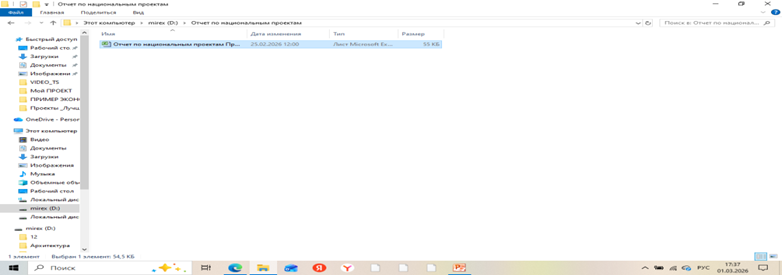 Отчет по национальным проектам
Файл Главная Поделиться Вид
Этот компьютер › mirex (D:) › Отчет по национальным проектам
Поиск в: Отчет по национал...
Имя Дата изменения Тип Размер
Отчет по национальным проектам Пр... 25.02.2026 12:00 Лист Microsoft Ex... 55 КБ
Быстрый доступ
Рабочий сто
Загрузки
Документы
Изображени
VIDEO_TS
Мой ПРОЕКТ
ПРИМЕР ЭКОН
Проекты _Лучш
OneDrive - Person
Этот компьютер
Видео
Документы
Загрузки
Изображения
Музыка
Объемные объ
Рабочий стол
Локальный дис
mirex (D:)
Локальный дис
mirex (D:)
12
Архитектура
1 элемент Выбран 1 элемент: 54,5 КБ
Поиск
РУС
17:37
01.03.2026